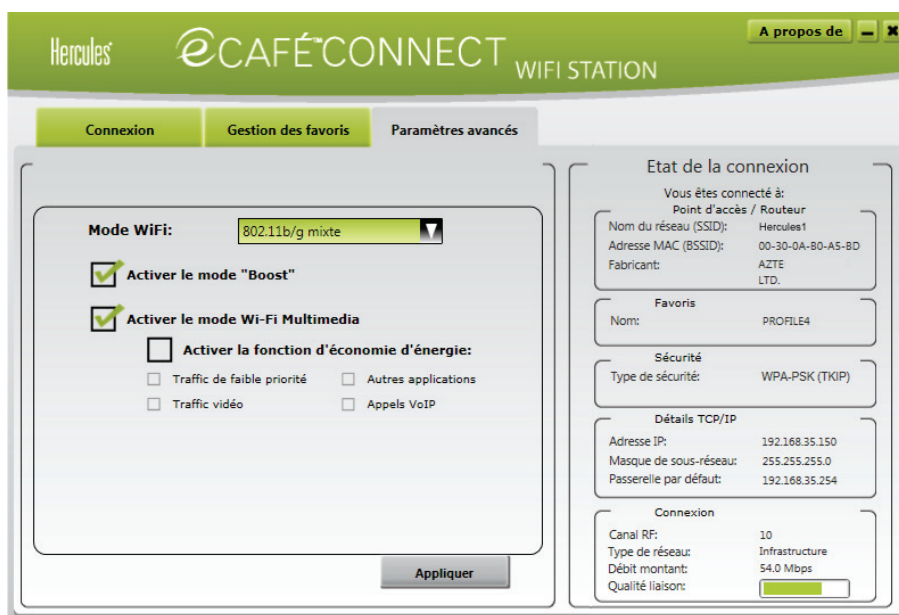 Hercules
eCAFÉ™CONNECT WIFI STATION
A propos de
Connexion
Gestion des favoris
Paramètres avancés
Mode WiFi:
802.11b/g mixte
Activer le mode "Boost"
Activer le mode Wi-Fi Multimedia
Activer la fonction d'économie d'énergie:
Traffic de faible priorité
Autres applications
Traffic vidéo
Appels VoIP
Appliquer
Etat de la connexion
Vous êtes connecté à:
Point d'accès / Routeur
Nom du réseau (SSID): Hercules1
Adresse MAC (BSSID): 00-30-0A-B0-A5-BD
Fabricant: AZTE
LTD.
Favoris
Nom: PROFILE4
Sécurité
Type de sécurité: WPA-PSK (TKIP)
Détails TCP/IP
Adresse IP: 192.168.35.150
Masque de sous-réseau: 255.255.255.0
Passerelle par défaut: 192.168.35.254
Connexion
Canal RF: 10
Type de réseau: Infrastructure
Débit montant: 54.0 Mbps
Qualité liaison: